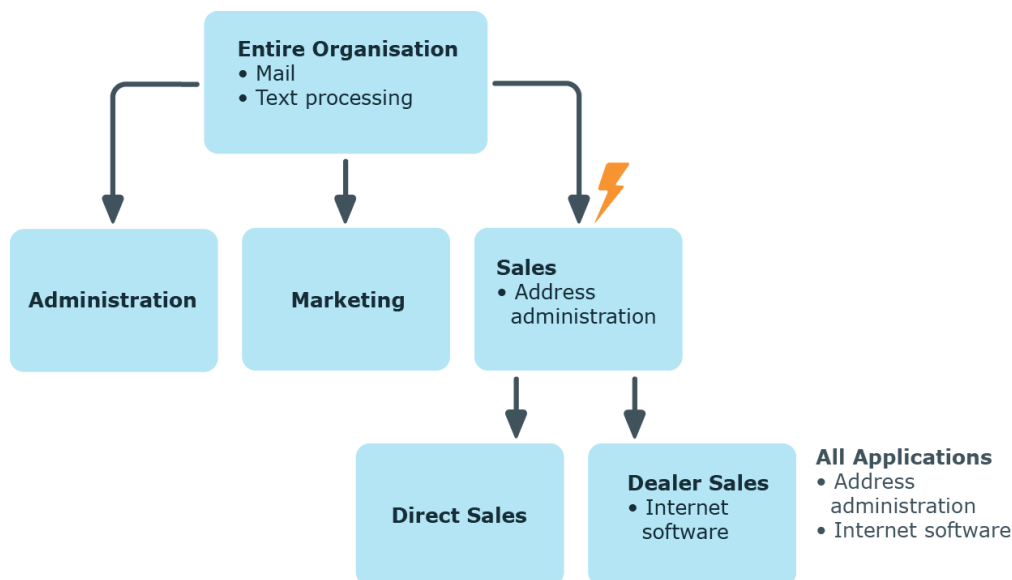 Entire Organisation
• Mail
• Text processing
Administration
Marketing
Sales
• Address
administration
Direct Sales
Dealer Sales
• Internet
software
All Applications
• Address
administration
• Internet software